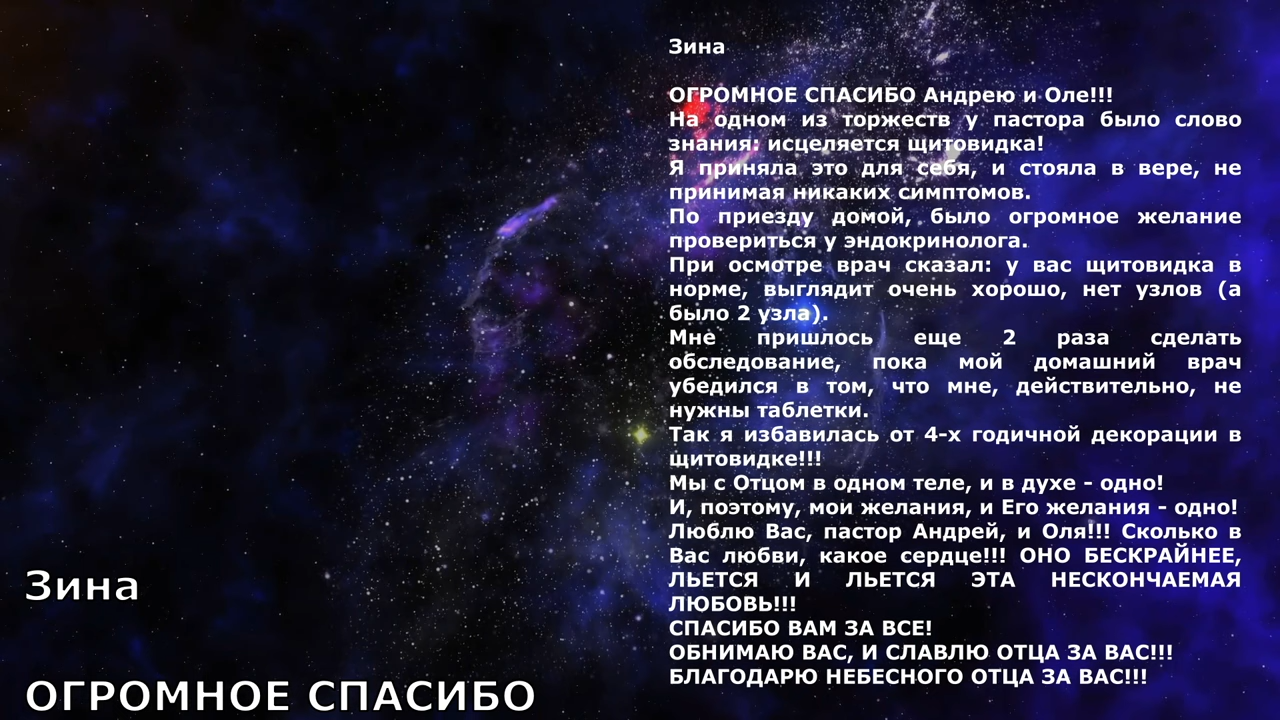 Зина
ОГРОМНОЕ СПАСИБО Андрею и Оле!!!
На одном из торжеств у пастора было слово
знания: исцеляется щитовидка!
Я приняла это для себя, и стояла в вере, не
принимая никаких симптомов.
По приезду домой, было огромное желание
провериться у эндокринолога.
При осмотре врач сказал: у вас щитовидка в
норме, выглядит очень хорошо, нет узлов (а
было 2 узла).
Мне пришлось еще 2 раза сделать
обследование, пока мой домашний врач
убедился в том, что мне, действительно, не
нужны таблетки.
Так я избавилась от 4-х годичной декорации в
щитовидке!!!
Мы с Отцом в одном теле, и в духе - одно!
И, поэтому, мои желания, и Его желания - одно!
Люблю Вас, пастор Андрей, и Оля!!! Сколько в
Вас любви, какое сердце!!! ОНО БЕСКРАЙНЕЕ,
ЛЬЕТСЯ И ЛЬЕТСЯ ЭТА НЕСКОНЧАЕМАЯ
ЛЮБОВЬ!!!
СПАСИБО ВАМ ЗА ВСЕ!
ОБНИМАЮ ВАС, И СЛАВЛЮ ОТЦА ЗА ВАС!!!
БЛАГОДАРЮ НЕБЕСНОГО ОТЦА ЗА ВАС!!!
Зина
ОГРОМНОЕ СПАСИБО